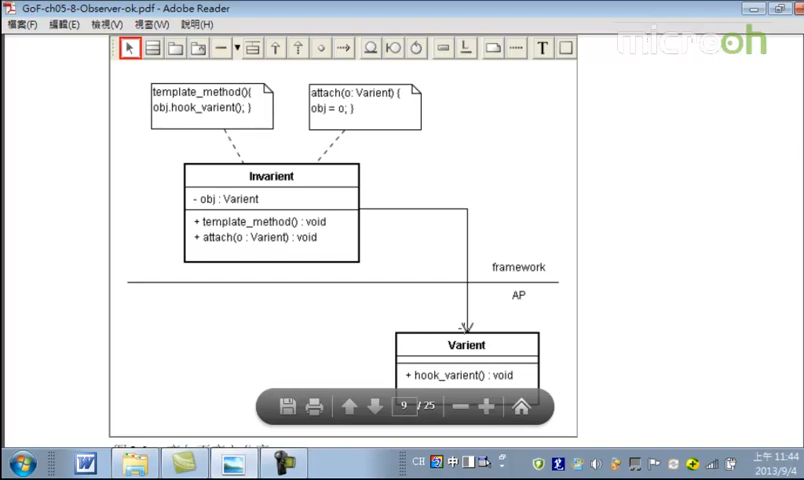 GoF-ch05-8-Observer-ok.pdf - Adobe Reader
檔案(F) 編輯(E) 檢視(V) 視窗(W) 說明(H)
microoh
T
template_method(){
obj.hook_varient(); }
attach(o: Varient) {
obj = o; }
Invarient
- obj : Varient
+ template_method() : void
+ attach(o : Varient) : void
framework
AP
Varient
+ hook_varient() : void
9 / 25
CH 中
上午 11:44
2013/9/4